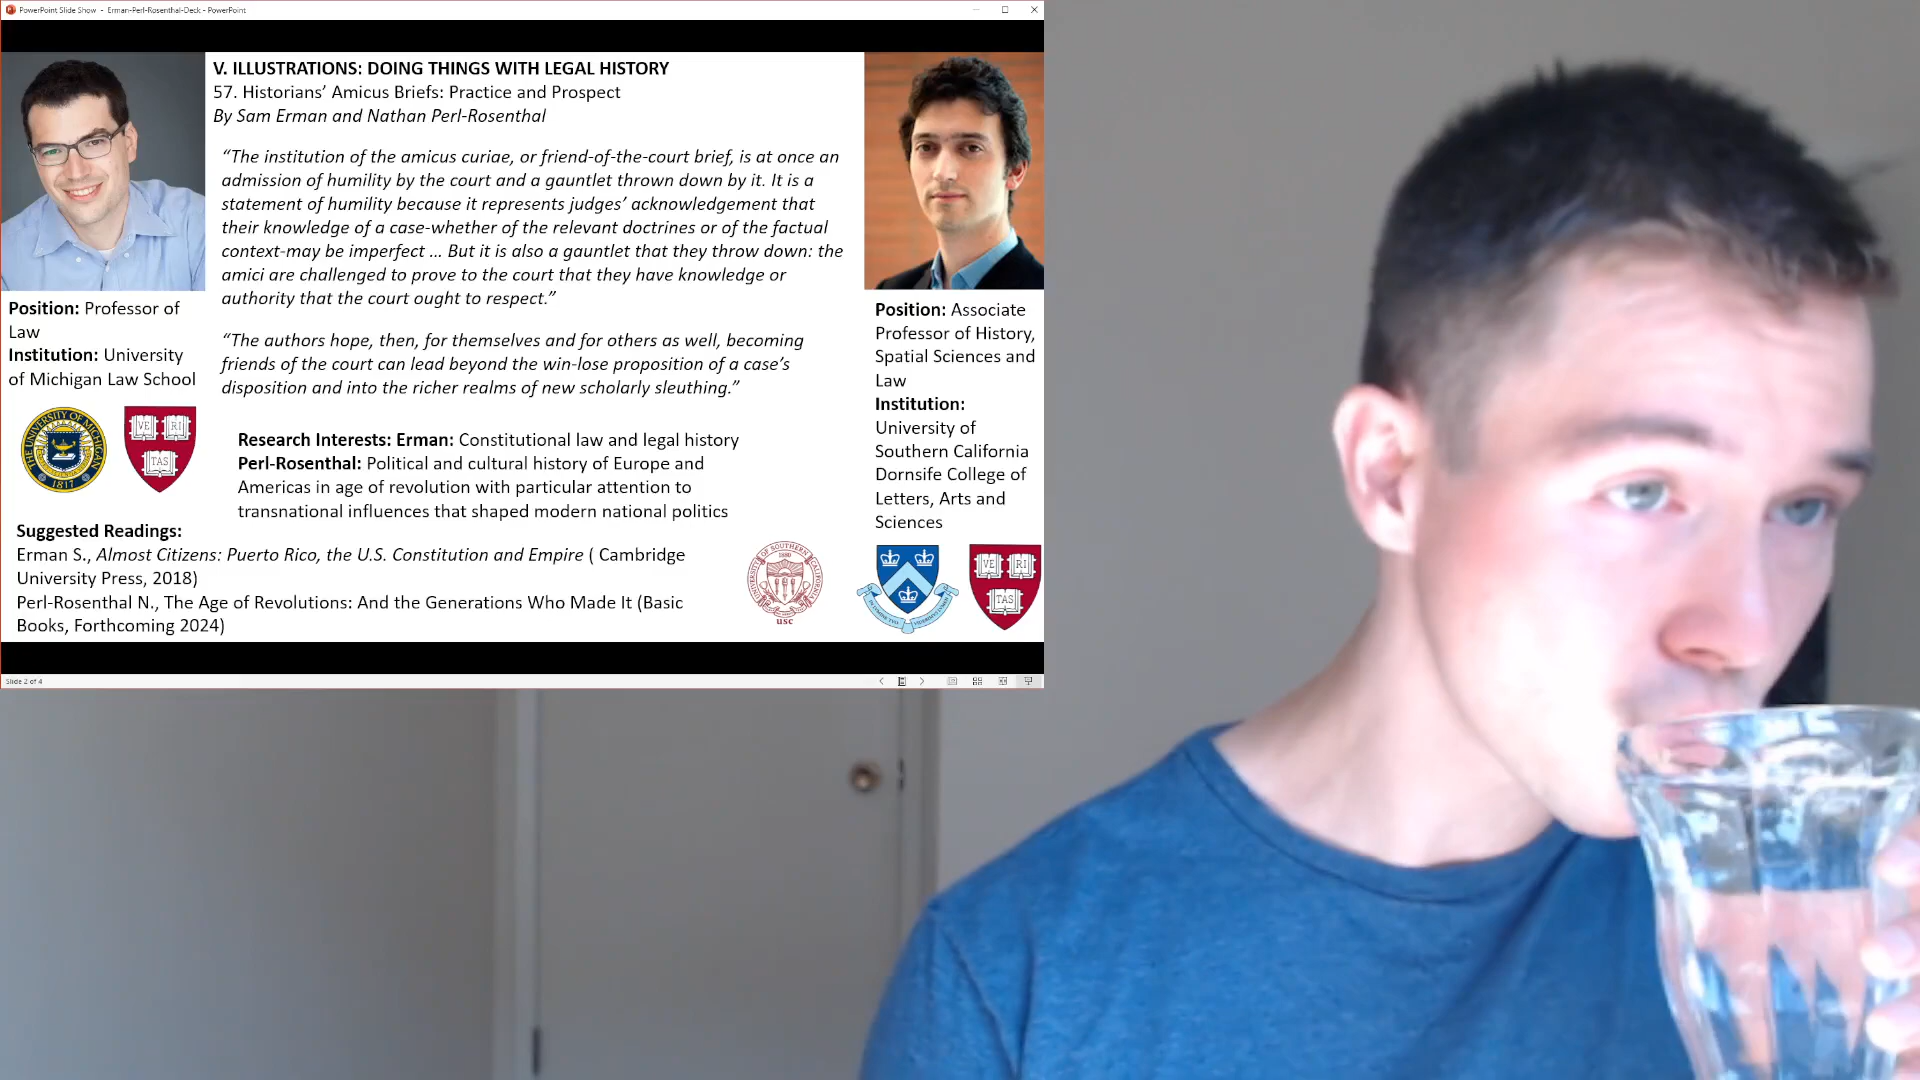 PowerPoint Slide Show - Erman-Perl-Rosenthal-Deck - PowerPoint
V. ILLUSTRATIONS: DOING THINGS WITH LEGAL HISTORY
57. Historians’ Amicus Briefs: Practice and Prospect
By Sam Erman and Nathan Perl-Rosenthal
“The institution of the amicus curiae, or friend-of-the-court brief, is at once an
admission of humility by the court and a gauntlet thrown down by it. It is a
statement of humility because it represents judges’ acknowledgement that
their knowledge of a case-whether of the relevant doctrines or of the factual
context-may be imperfect ... But it is also a gauntlet that they throw down: the
amici are challenged to prove to the court that they have knowledge or
authority that the court ought to respect.”
“The authors hope, then, for themselves and for others as well, becoming
friends of the court can lead beyond the win-lose proposition of a case’s
disposition and into the richer realms of new scholarly sleuthing.”
Position: Professor of
Law
Institution: University
of Michigan Law School
THE UNIVERSITY OF MICHIGAN
1817
VE RI
TAS
Research Interests: Erman: Constitutional law and legal history
Perl-Rosenthal: Political and cultural history of Europe and
Americas in age of revolution with particular attention to
transnational influences that shaped modern national politics
Suggested Readings:
Erman S., Almost Citizens: Puerto Rico, the U.S. Constitution and Empire ( Cambridge
University Press, 2018)
Perl-Rosenthal N., The Age of Revolutions: And the Generations Who Made It (Basic
Books, Forthcoming 2024)
Position: Associate
Professor of History,
Spatial Sciences and
Law
Institution:
University of
Southern California
Dornsife College of
Letters, Arts and
Sciences
UNIVERSITY OF SOUTHERN CALIFORNIA
1880
USC
VE RI
TAS
Slide 2 of 4